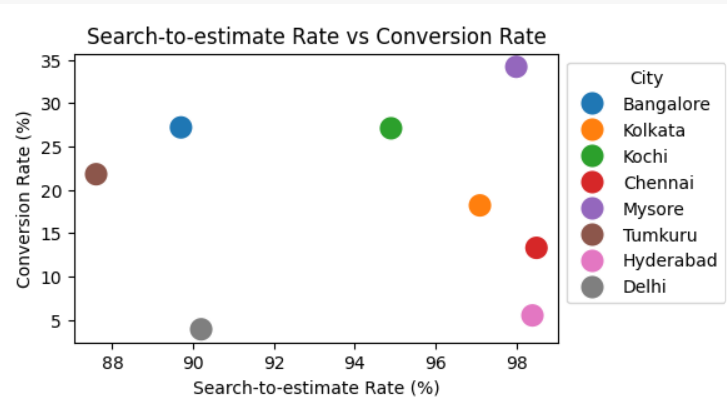 Search-to-estimate Rate vs Conversion Rate
Conversion Rate (%)
35
30
25
20
15
10
5
88 90 92 94 96 98
Search-to-estimate Rate (%)
City
Bangalore
Kolkata
Kochi
Chennai
Mysore
Tumkuru
Hyderabad
Delhi